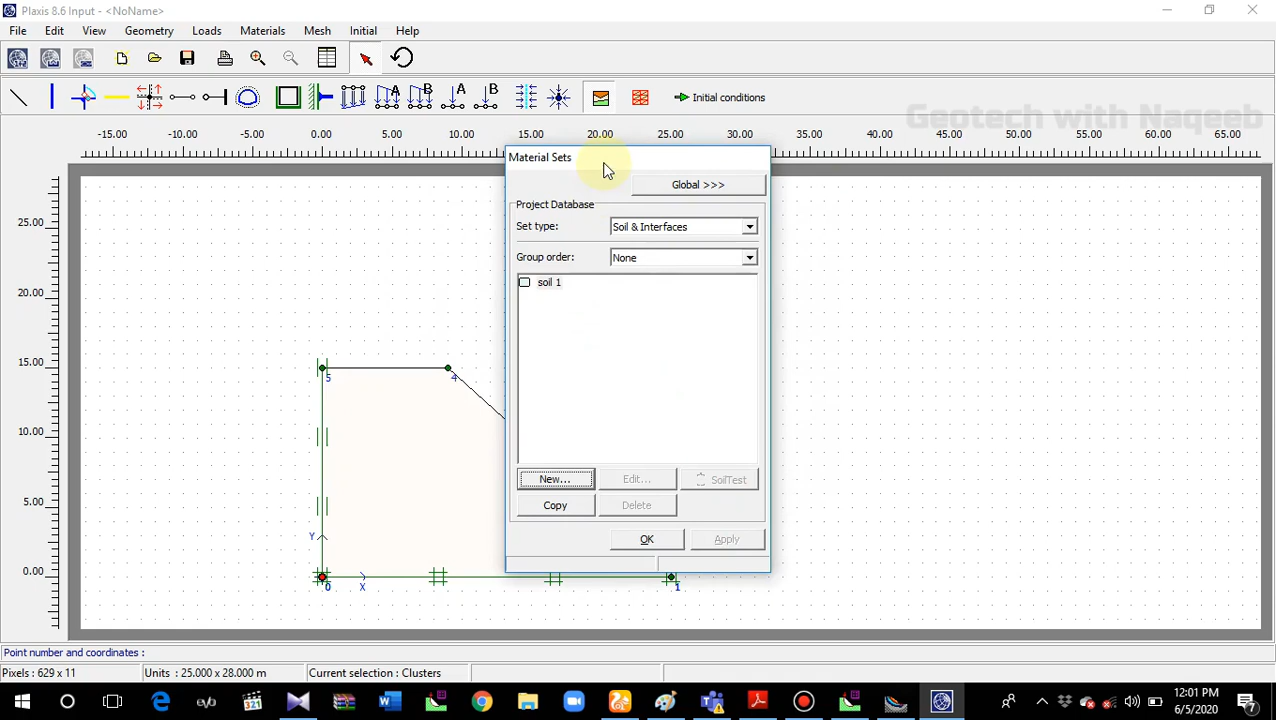 Plaxis 8.6 Input - <NoName>
File Edit View Geometry Loads Materials Mesh Initial Help
A B A B Initial conditions
Geotech with Naqeeb
-15.00 -10.00 -5.00 0.00 5.00 10.00 15.00 20.00 25.00 30.00 35.00 40.00 45.00 50.00 55.00 60.00 65.00
Material Sets
Global >>>
Project Database
Set type: Soil & Interfaces
Group order: None
soil 1
New... Edit... SoilTest
Copy Delete
OK Apply
25.00
20.00
15.00
10.00
5.00
0.00
5 4
Y
0 X 1
Point number and coordinates :
Pixels : 629 x 11 Units : 25.000 x 28.000 m Current selection : Clusters
12:01 PM
6/5/2020